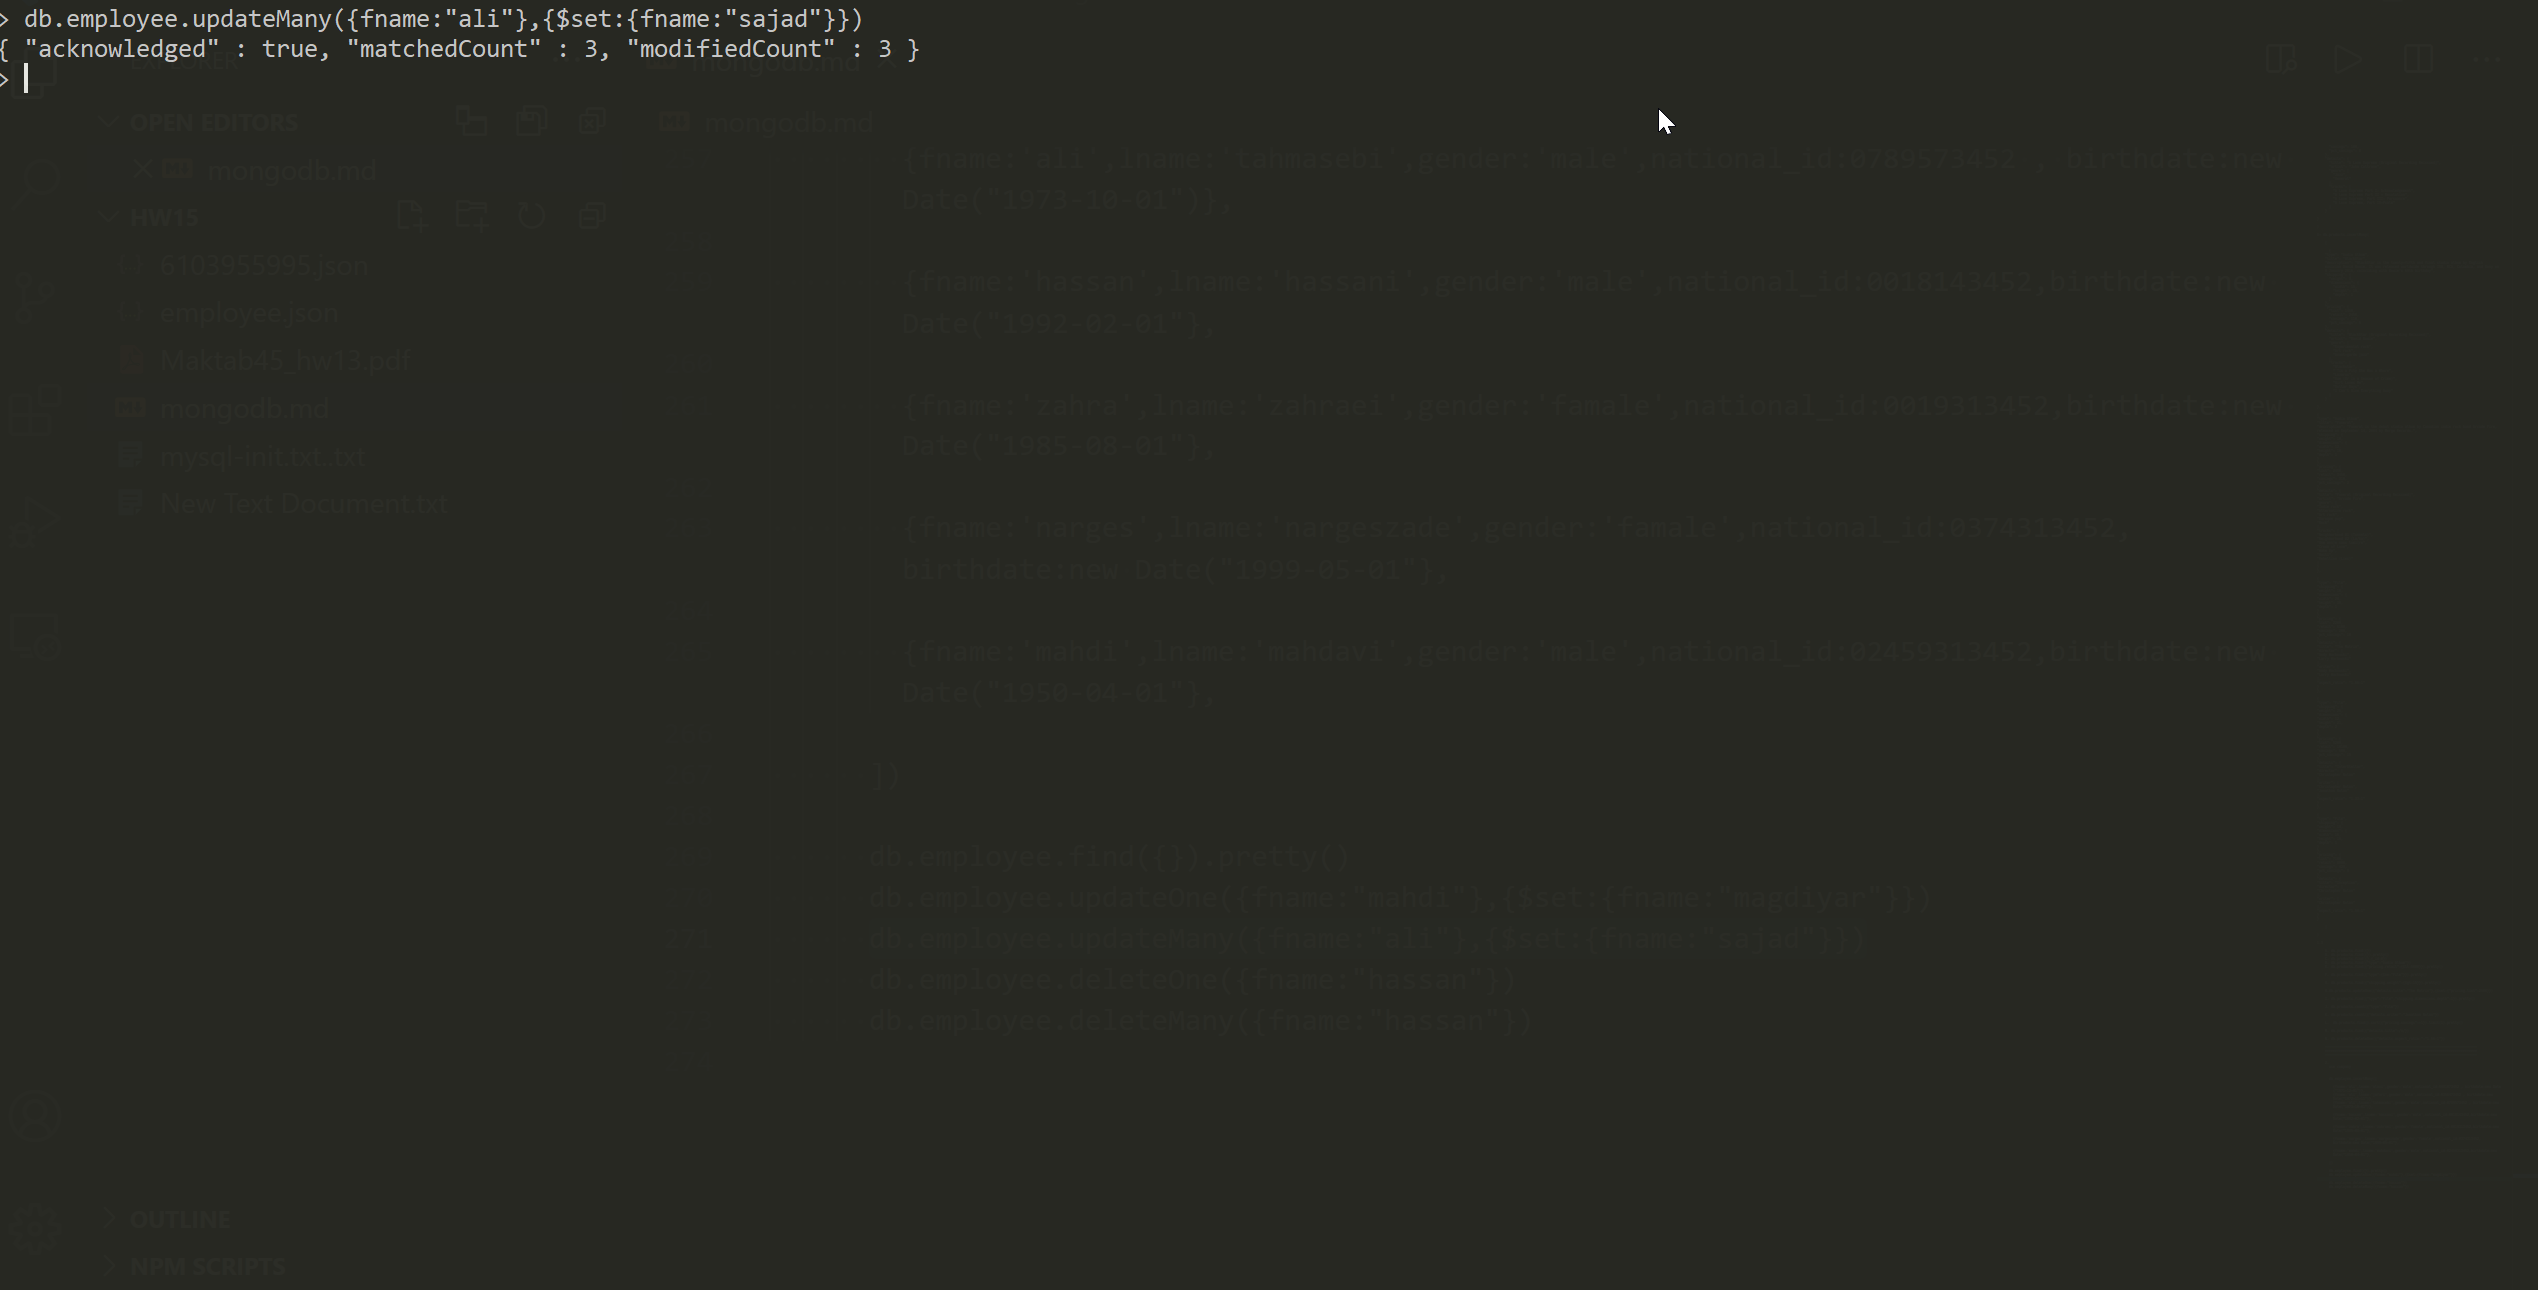 > db.employee.updateMany({fname:"ali"},{$set:{fname:"sajad"}})
{ "acknowledged" : true, "matchedCount" : 3, "modifiedCount" : 3 }
>
mongodb.md
OPEN EDITORS
mongodb.md
mongodb.md
HW15
6103955995.json
employee.json
Maktab45_hw13.pdf
mongodb.md
mysql-init.txt..txt
New Text Document.txt
OUTLINE
NPM SCRIPTS
{fname:'ali',lname:'tahmasebi',gender:'male',national_id:0789573452 , birthdate:new
Date("1973-10-01")},
{fname:'hassan',lname:'hassani',gender:'male',national_id:0018143452,birthdate:new
Date("1992-02-01"},
{fname:'zahra',lname:'zahraei',gender:'famale',national_id:0019313452,birthdate:new
Date("1985-08-01"},
{fname:'narges',lname:'nargeszade',gender:'famale',national_id:0374313452,
birthdate:new Date("1999-05-01"},
{fname:'mahdi',lname:'mahdavi',gender:'male',national_id:02459313452,birthdate:new
Date("1950-04-01"},
])
db.employee.find({}).pretty()
db.employee.updateOne({fname:"mahdi"},{$set:{fname:"magdiyar"}})
271
db.employee.updateMany({fname:"ali"},{$set:{fname:"sajad"}})
db.employee.deleteOne({fname:"hassan"})
db.employee.deleteMany({fname:"hassan"})